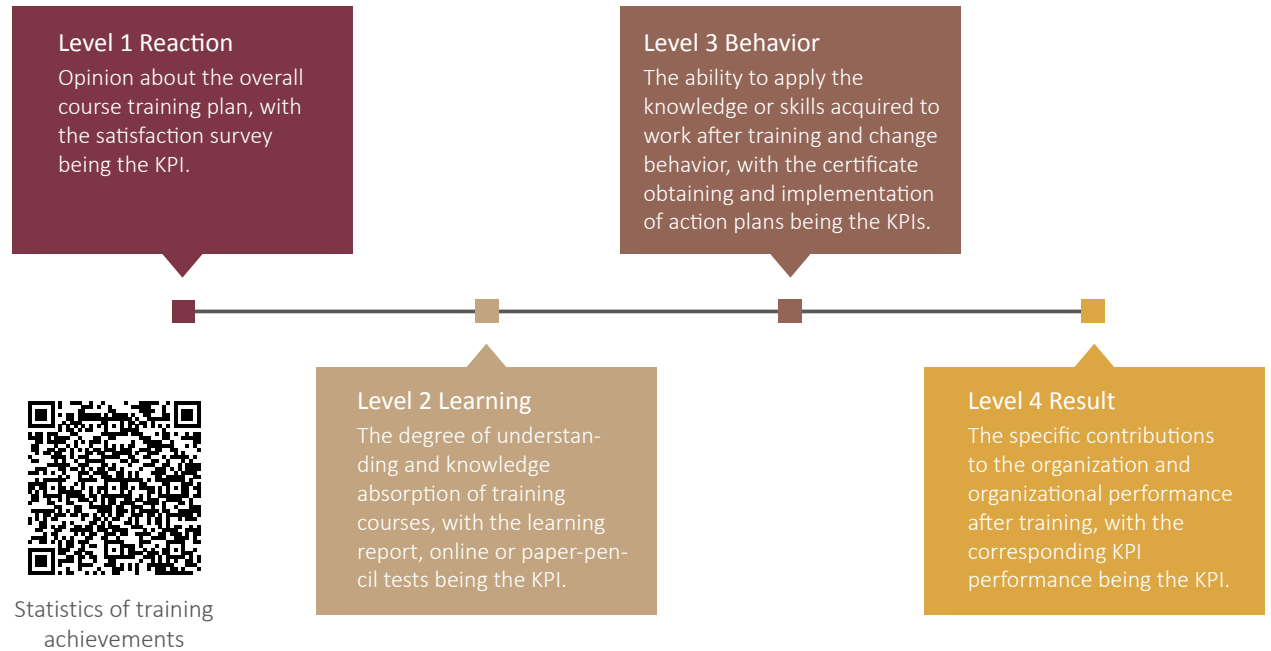 Level 1 Reaction
Opinion about the overall
course training plan, with
the satisfaction survey
being the KPI.
Level 2 Learning
The degree of understan-
ding and knowledge
absorption of training
courses, with the learning
report, online or paper-pen-
cil tests being the KPI.
Level 3 Behavior
The ability to apply the
knowledge or skills acquired to
work after training and change
behavior, with the certificate
obtaining and implementation
of action plans being the KPIs.
Level 4 Result
The specific contributions
to the organization and
organizational performance
after training, with the
corresponding KPI
performance being the KPI.
Statistics of training
achievements